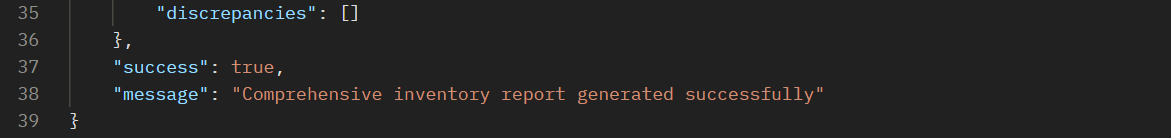 35 "discrepancies": []
36 },
37 "success": true,
38 "message": "Comprehensive inventory report generated successfully"
39 }